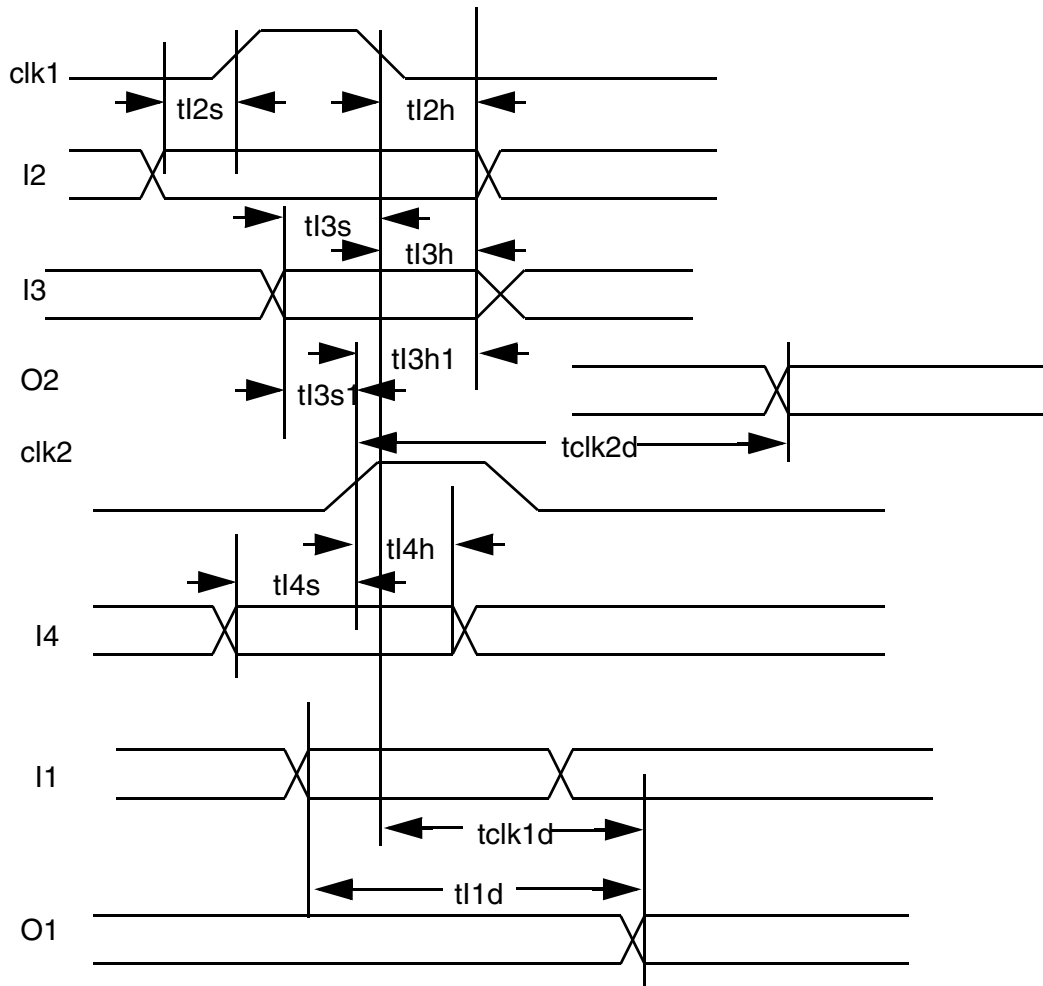 clk1
tI2s
tI2h
I2
tI3s
tI3h
I3
tI3h1
O2
tI3s1
clk2
tclk2d
tI4h
tI4s
I4
I1
tclk1d
tI1d
O1